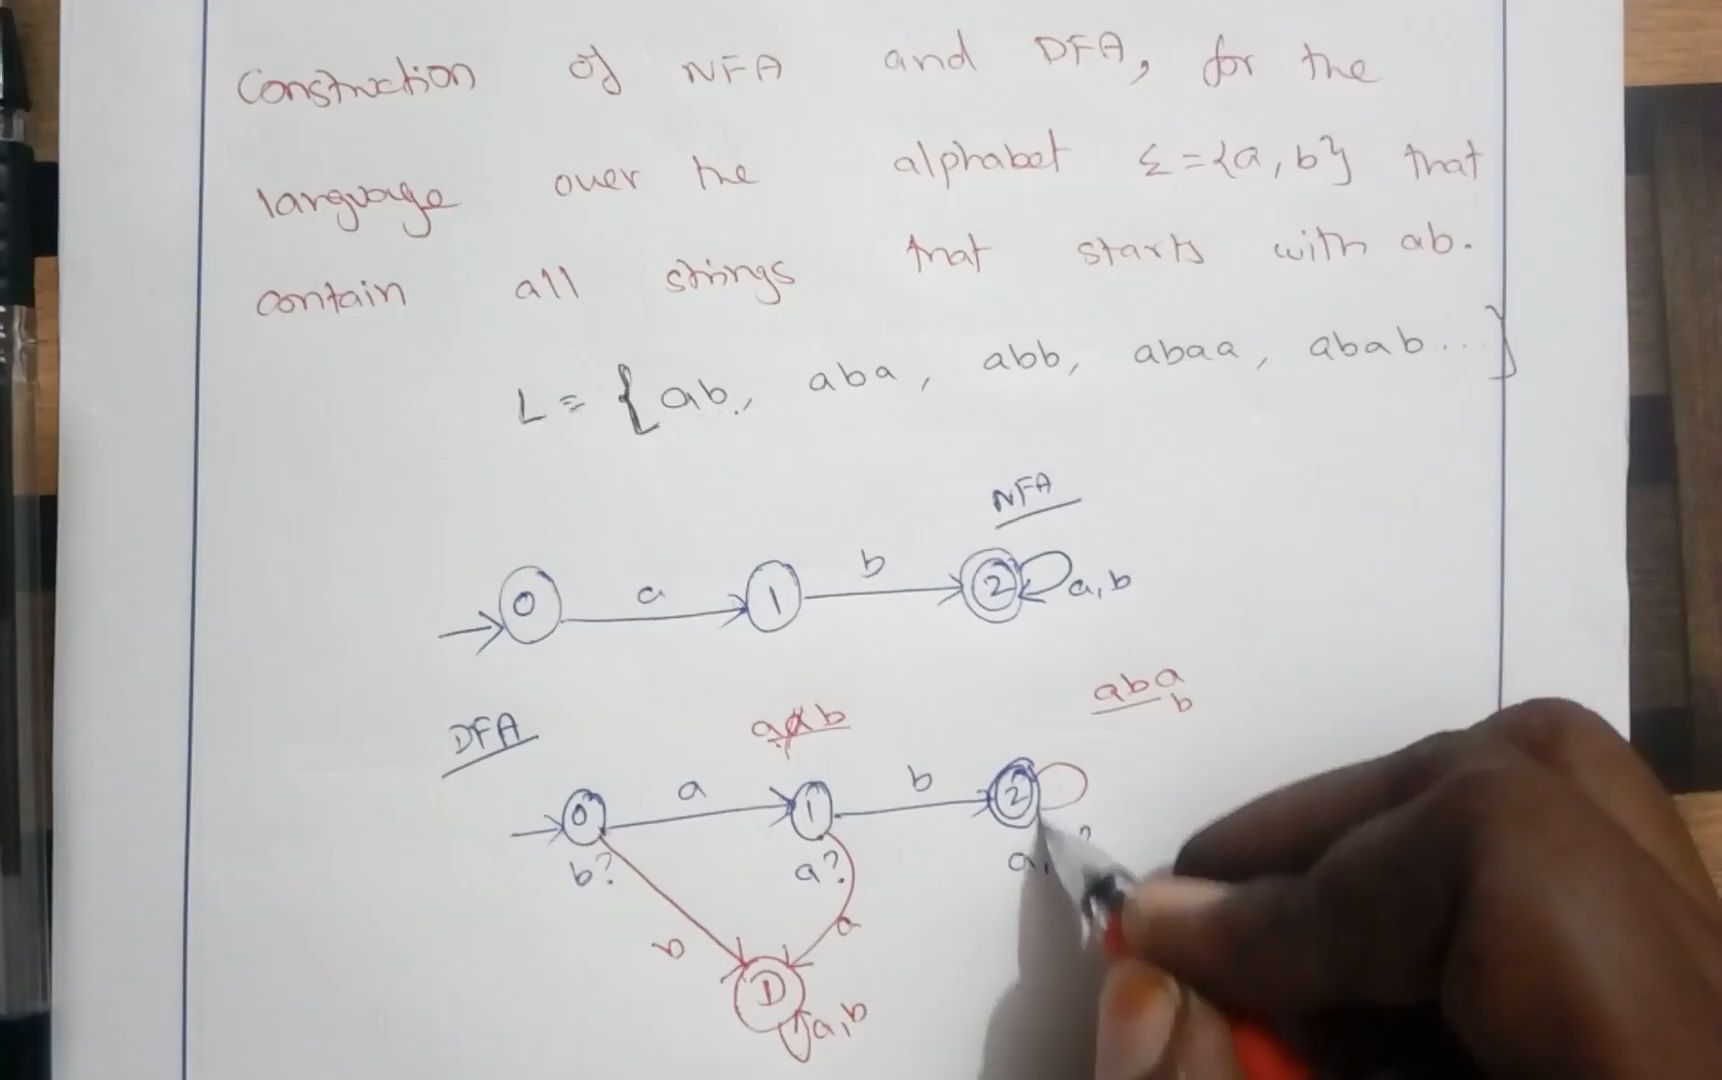 Construction of NFA and DFA, for the
language over the alphabet Σ={a,b} that
contain all strings that starts with ab.
L = {ab, aba, abb, abaa, abab...}
NFA
0 a 1 b 2 a,b
aba
b
DFA
ab
0 a 1 b 2
b? a? a, ?
b a
D
a,b